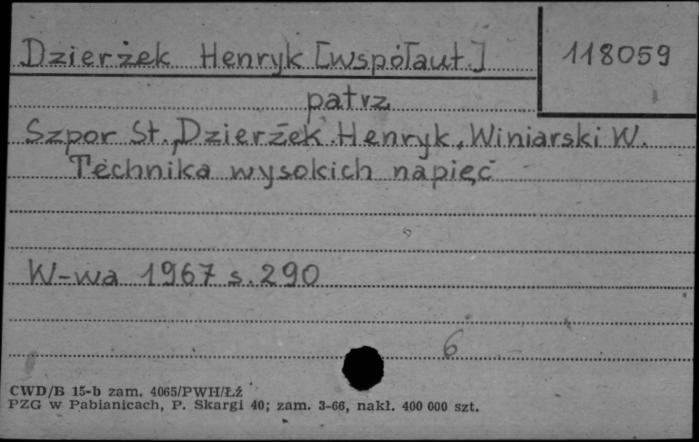 Dzierżek Henryk [współaut.] 118059
patrz
Szpor St., Dzierżek Henryk, Winiarski W.
Technika wysokich napięć
W-wa 1967 s. 290
6
CWD/B 15-b zam. 4065/PWH/Łź
PZG w Pabianicach, P. Skargi 40; zam. 3-66, nakł. 400 000 szt.